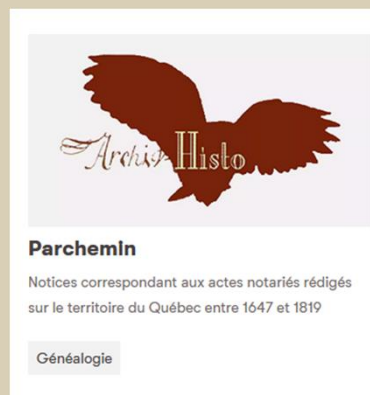 Archiv Histo
Parchemin
Notices correspondant aux actes notariés rédigés
sur le territoire du Québec entre 1647 et 1819
Généalogie